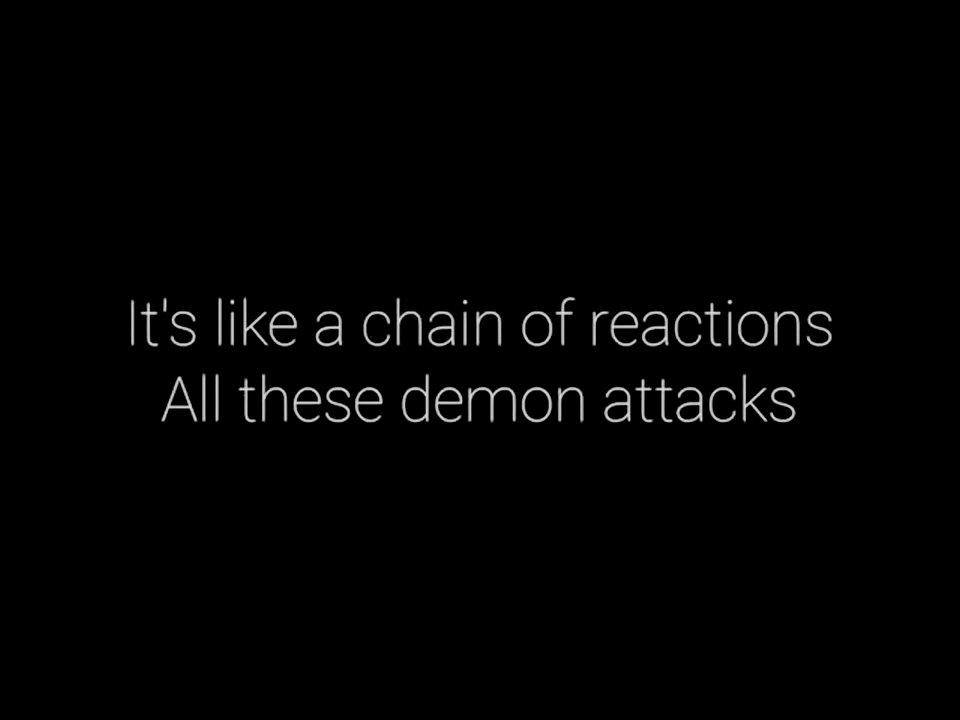 It's like a chain of reactions
All these demon attacks